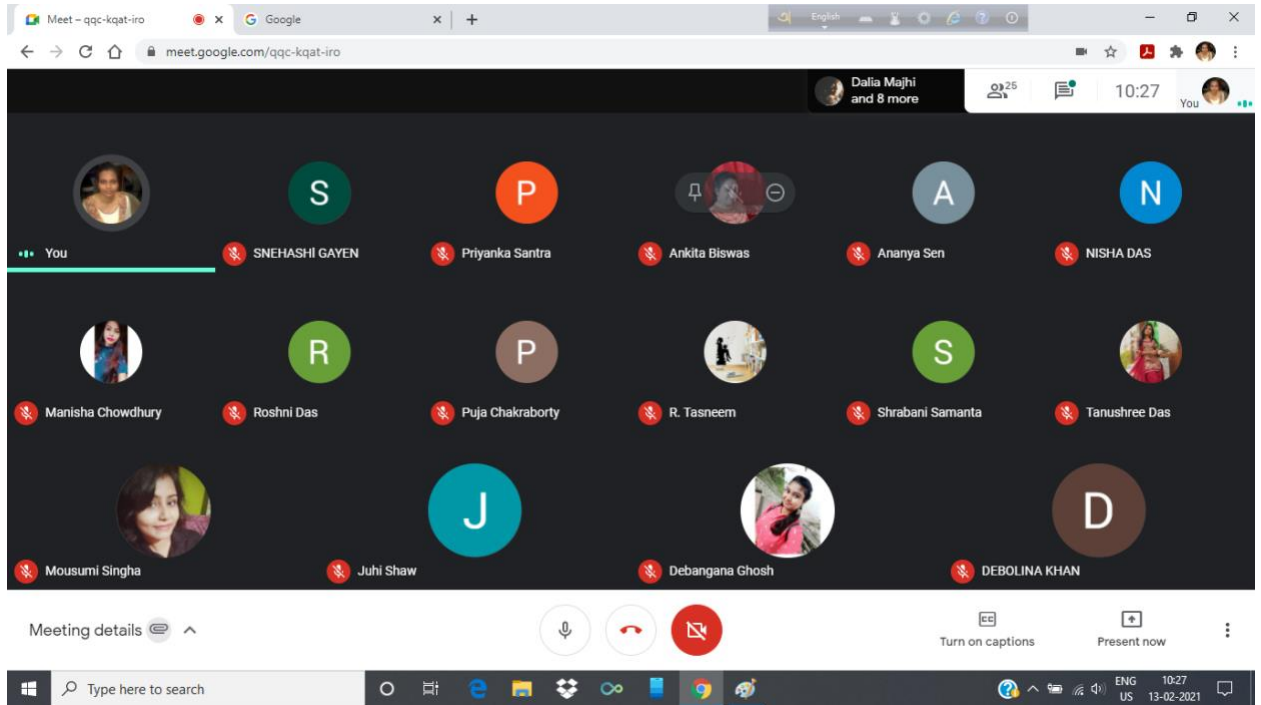 Meet – qqc-kqat-iro
Google
English
meet.google.com/qqc-kqat-iro
Dalia Majhi
and 8 more
25
10:27
You
S
P
A
N
You
SNEHASHI GAYEN
Priyanka Santra
Ankita Biswas
Ananya Sen
NISHA DAS
R
P
S
Manisha Chowdhury
Roshni Das
Puja Chakraborty
R. Tasneem
Shrabani Samanta
Tanushree Das
J
D
Mousumi Singha
Juhi Shaw
Debangana Ghosh
DEBOLINA KHAN
Meeting details
CC
Turn on captions
Present now
Type here to search
ENG
US
10:27
13-02-2021